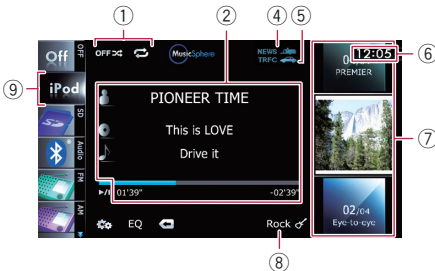 ① ② ④ ⑤
Off OFF OFF MusicSphere NEWS TRFC 12:05 ⑥
PREMIER
⑨ iPod
PIONEER TIME
SD This is LOVE
Audio Drive it ⑦
FM 01'39" -02'39"
AM EQ Rock 02/04
Eye-to-eye
⑧